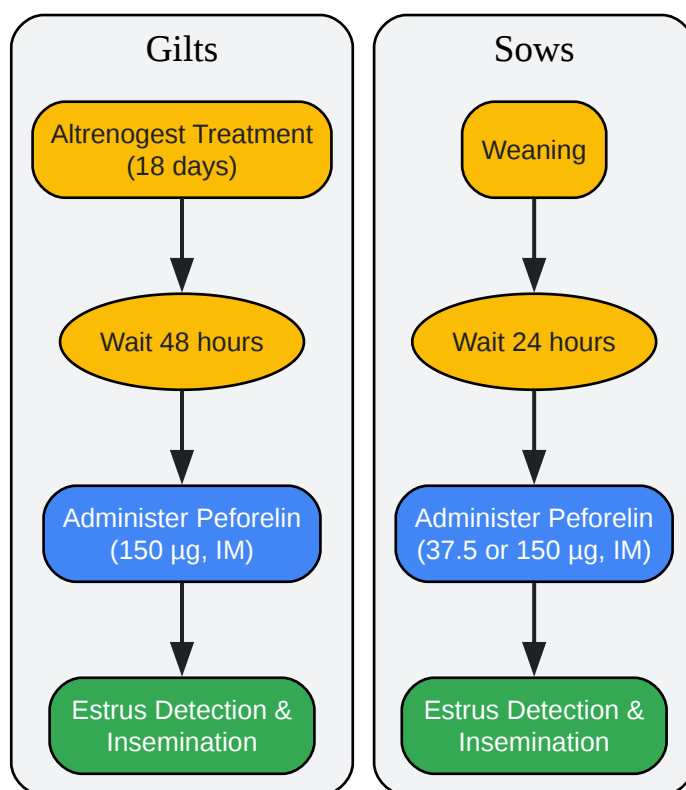 Gilts
Altrenogest Treatment
(18 days)
Wait 48 hours
Administer Peforelin
(150 µg, IM)
Estrus Detection &
Insemination
Sows
Weaning
Wait 24 hours
Administer Peforelin
(37.5 or 150 µg, IM)
Estrus Detection &
Insemination